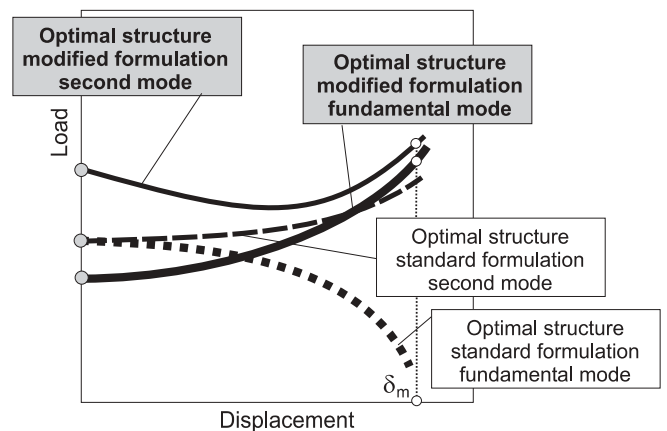 Optimal structure
modified formulation
second mode
Optimal structure
modified formulation
fundamental mode
Load
Optimal structure
standard formulation
second mode
Optimal structure
standard formulation
fundamental mode
δm
Displacement